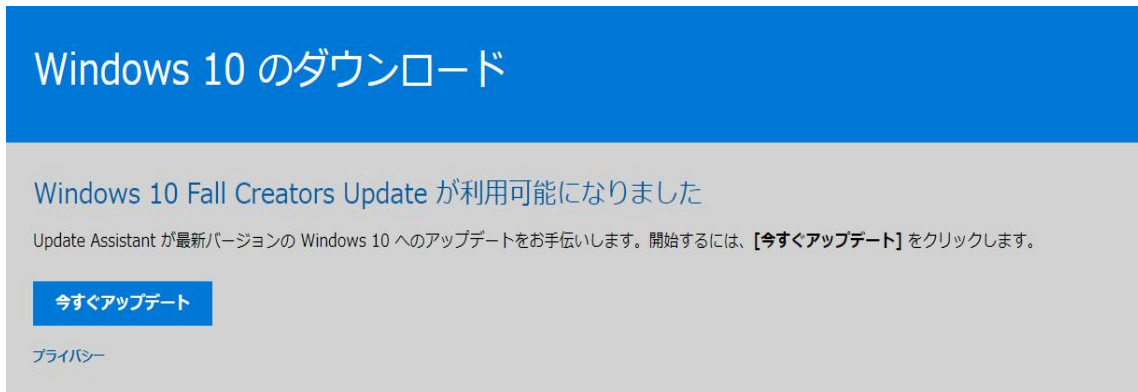 Windows 10 のダウンロード
Windows 10 Fall Creators Update が利用可能になりました
Update Assistant が最新バージョンの Windows 10 へのアップデートをお手伝いします。開始するには、[今すぐアップデート] をクリックします。
今すぐアップデート
プライバシー